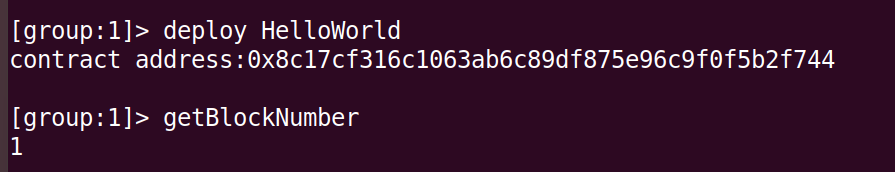 [group:1]> deploy HelloWorld
contract address:0x8c17cf316c1063ab6c89df875e96c9f0f5b2f744
[group:1]> getBlockNumber
1